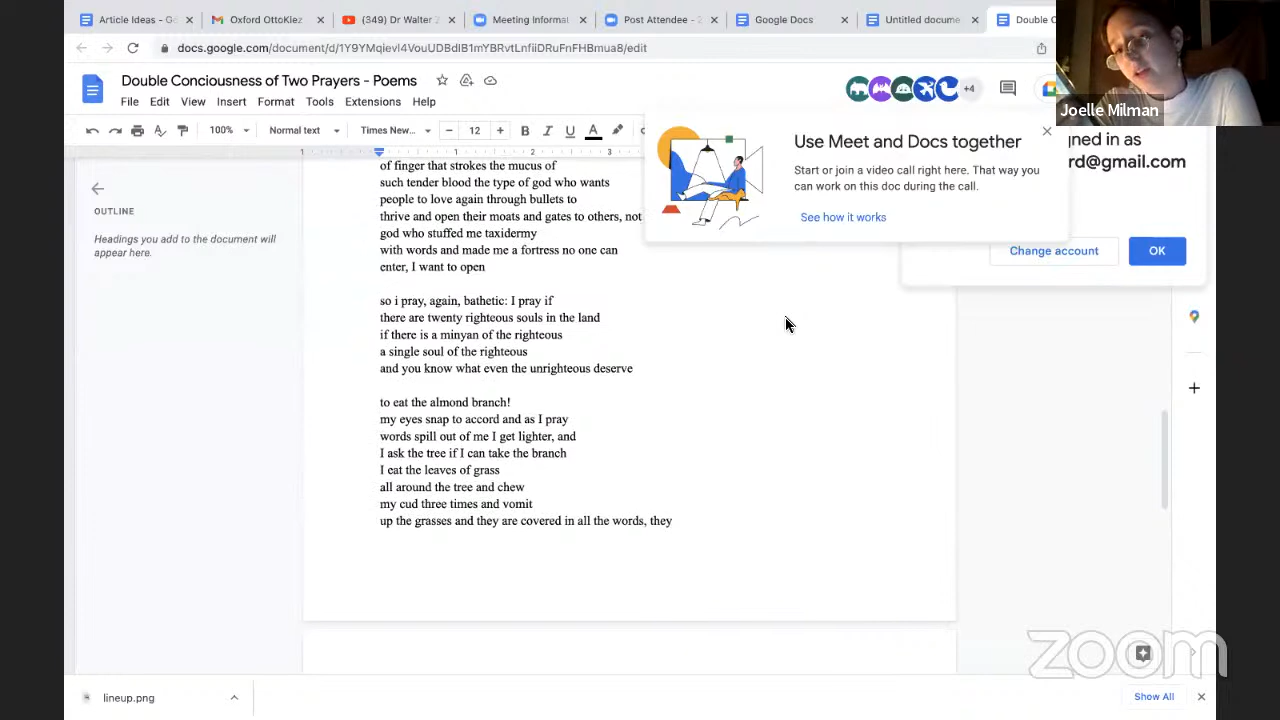 Article Ideas - G
Oxford OttoKiez
(349) Dr Walter
Meeting Informa
Post Attendee -
Google Docs
Untitled docume
Double C
docs.google.com/document/d/1Y9YMqievl4VouUDBdIB1mYBRvtLnfiiDRuFnFHBmua8/edit
Double Conciousness of Two Prayers - Poems
+4
File Edit View Insert Format Tools Extensions Help
100% Normal text Times New... 12 B I U A
1 1 2 3
Joelle Milman
gned in as
rd@gmail.com
Change account OK
Use Meet and Docs together
Start or join a video call right here. That way you
can work on this doc during the call.
See how it works
OUTLINE
Headings you add to the document will
appear here.
of finger that strokes the mucus of
such tender blood the type of god who wants
people to love again through bullets to
thrive and open their moats and gates to others, not
god who stuffed me taxidermy
with words and made me a fortress no one can
enter, I want to open
so i pray, again, bathetic: I pray if
there are twenty righteous souls in the land
if there is a minyan of the righteous
a single soul of the righteous
and you know what even the unrighteous deserve
to eat the almond branch!
my eyes snap to accord and as I pray
words spill out of me I get lighter, and
I ask the tree if I can take the branch
I eat the leaves of grass
all around the tree and chew
my cud three times and vomit
up the grasses and they are covered in all the words, they
zoom
lineup.png
Show All